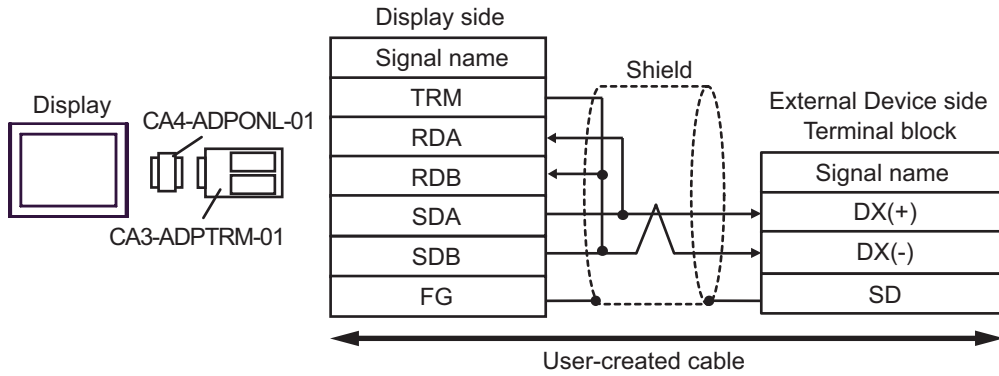 Display
CA4-ADPONL-01
CA3-ADPTRM-01
Display side
Signal name
TRM
RDA
RDB
SDA
SDB
FG
Shield
External Device side
Terminal block
Signal name
DX(+)
DX(-)
SD
User-created cable